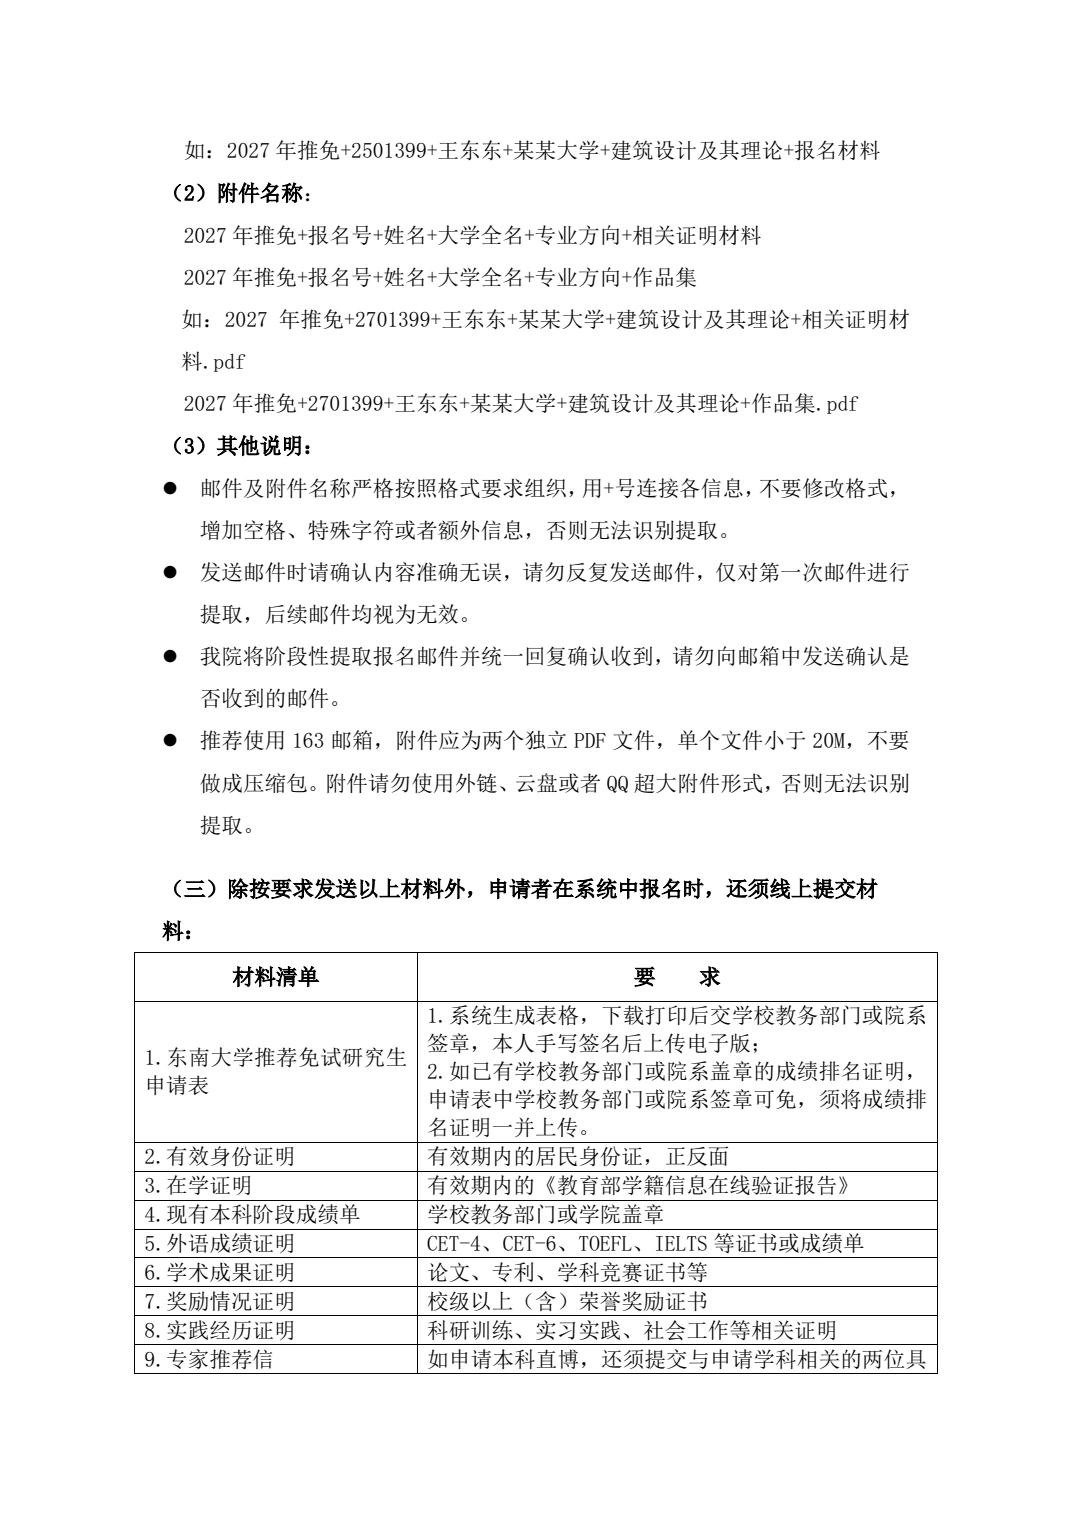 如：2027 年推免+2501399+王东东+某某大学+建筑设计及其理论+报名材料
（2）附件名称：
2027 年推免+报名号+姓名+大学全名+专业方向+相关证明材料
2027 年推免+报名号+姓名+大学全名+专业方向+作品集
如：2027 年推免+2701399+王东东+某某大学+建筑设计及其理论+相关证明材
料.pdf
2027 年推免+2701399+王东东+某某大学+建筑设计及其理论+作品集.pdf
（3）其他说明：
● 邮件及附件名称严格按照格式要求组织，用+号连接各信息，不要修改格式，
增加空格、特殊字符或者额外信息，否则无法识别提取。
● 发送邮件时请确认内容准确无误，请勿反复发送邮件，仅对第一次邮件进行
提取，后续邮件均视为无效。
● 我院将阶段性提取报名邮件并统一回复确认收到，请勿向邮箱中发送确认是
否收到的邮件。
● 推荐使用 163 邮箱，附件应为两个独立 PDF 文件，单个文件小于 20M，不要
做成压缩包。附件请勿使用外链、云盘或者 QQ 超大附件形式，否则无法识别
提取。
（三）除按要求发送以上材料外，申请者在系统中报名时，还须线上提交材
料：
材料清单 要 求
1.东南大学推荐免试研究生
申请表
1.系统生成表格，下载打印后交学校教务部门或院系
签章，本人手写签名后上传电子版；
2.如已有学校教务部门或院系盖章的成绩排名证明，
申请表中学校教务部门或院系签章可免，须将成绩排
名证明一并上传。
2.有效身份证明 有效期内的居民身份证，正反面
3.在学证明 有效期内的《教育部学籍信息在线验证报告》
4.现有本科阶段成绩单 学校教务部门或学院盖章
5.外语成绩证明 CET-4、CET-6、TOEFL、IELTS 等证书或成绩单
6.学术成果证明 论文、专利、学科竞赛证书等
7.奖励情况证明 校级以上（含）荣誉奖励证书
8.实践经历证明 科研训练、实习实践、社会工作等相关证明
9.专家推荐信 如申请本科直博，还须提交与申请学科相关的两位具